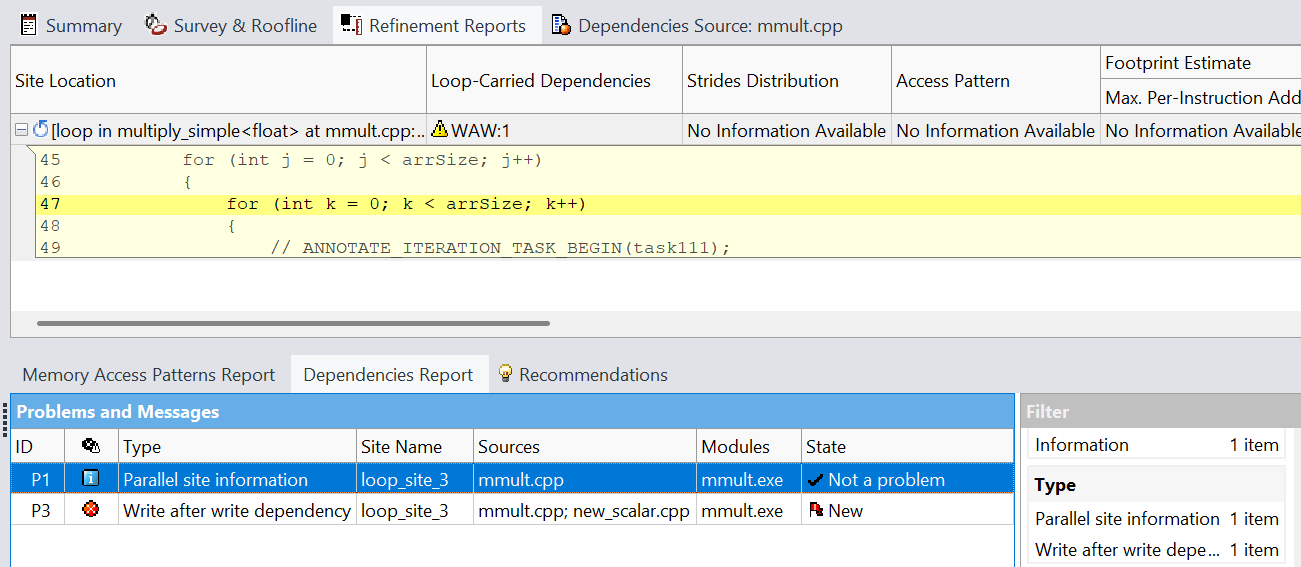 Summary Survey & Roofline Refinement Reports Dependencies Source: mmult.cpp
Site Location Loop-Carried Dependencies Strides Distribution Access Pattern Footprint Estimate
Max. Per-Instruction Add
[loop in multiply_simple<float> at mmult.cpp:.. WAW:1 No Information Available No Information Available No Information Available
45 for (int j = 0; j < arrSize; j++)
46 {
47 for (int k = 0; k < arrSize; k++)
48 {
49 // ANNOTATE_ITERATION_TASK_BEGIN(task111);
Memory Access Patterns Report Dependencies Report Recommendations
Problems and Messages
ID Type Site Name Sources Modules State
P1 Parallel site information loop_site_3 mmult.cpp mmult.exe Not a problem
P3 Write after write dependency loop_site_3 mmult.cpp; new_scalar.cpp mmult.exe New
Filter
Information 1 item
Type
Parallel site information 1 item
Write after write depe... 1 item